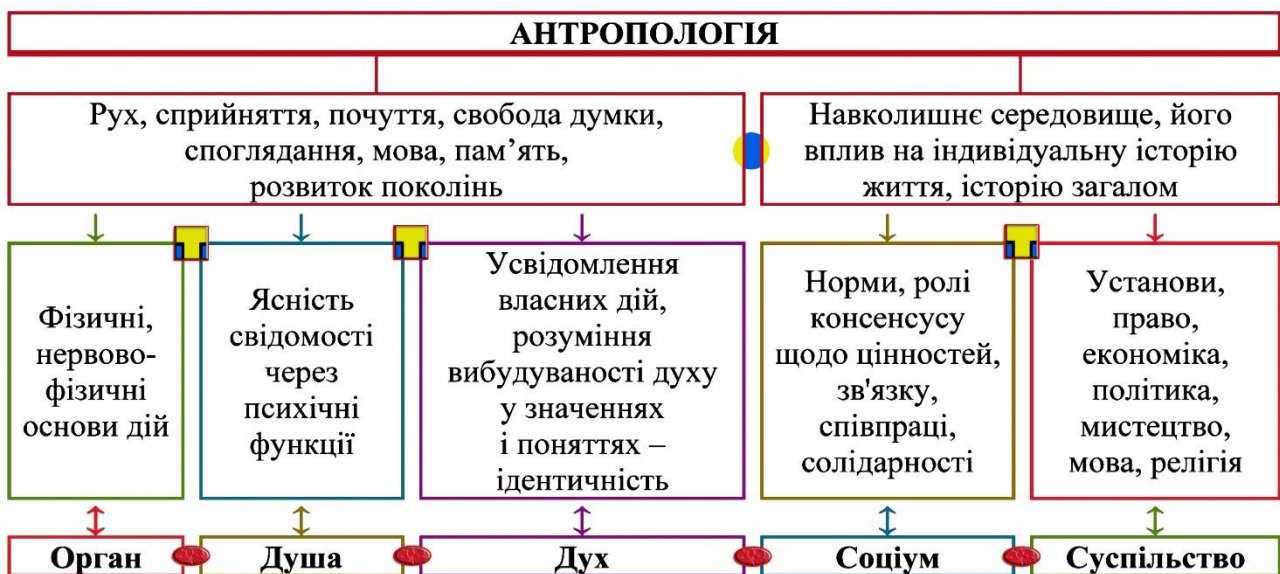 АНТРОПОЛОГІЯ
Рух, сприйняття, почуття, свобода думки,
споглядання, мова, пам’ять,
розвиток поколінь
Навколишнє середовище, його
вплив на індивідуальну історію
життя, історію загалом
Фізичні,
нервово-
фізичні
основи дій
Ясність
свідомості
через
психічні
функції
Усвідомлення
власних дій,
розуміння
вибудуваності духу
у значеннях
і поняттях –
ідентичність
Норми, ролі
консенсусу
щодо цінностей,
зв'язку,
співпраці,
солідарності
Установи,
право,
економіка,
політика,
мистецтво,
мова, релігія
Орган
Душа
Дух
Соціум
Суспільство